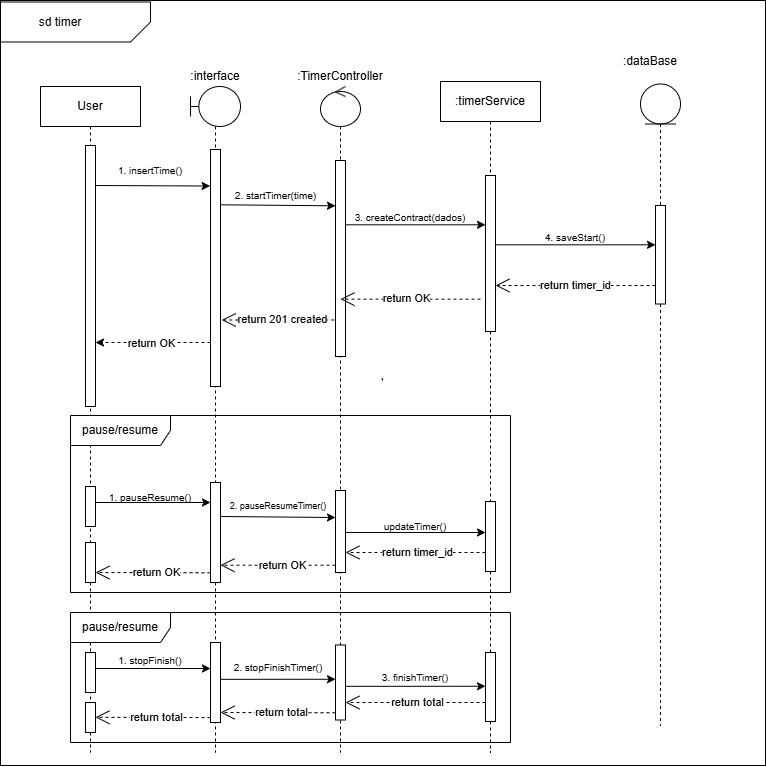 sd timer
:dataBase
:interface
:TimerController
User
:timerService
1. insertTime()
2. startTimer(time)
3. createContract(dados)
4. saveStart()
return timer_id
return OK
return 201 created
return OK
'
pause/resume
1. pauseResume()
2. pauseResumeTimer()
updateTimer()
return timer_id
return OK
return OK
pause/resume
1. stopFinish()
2. stopFinishTimer()
3. finishTimer()
return total
return total
return total